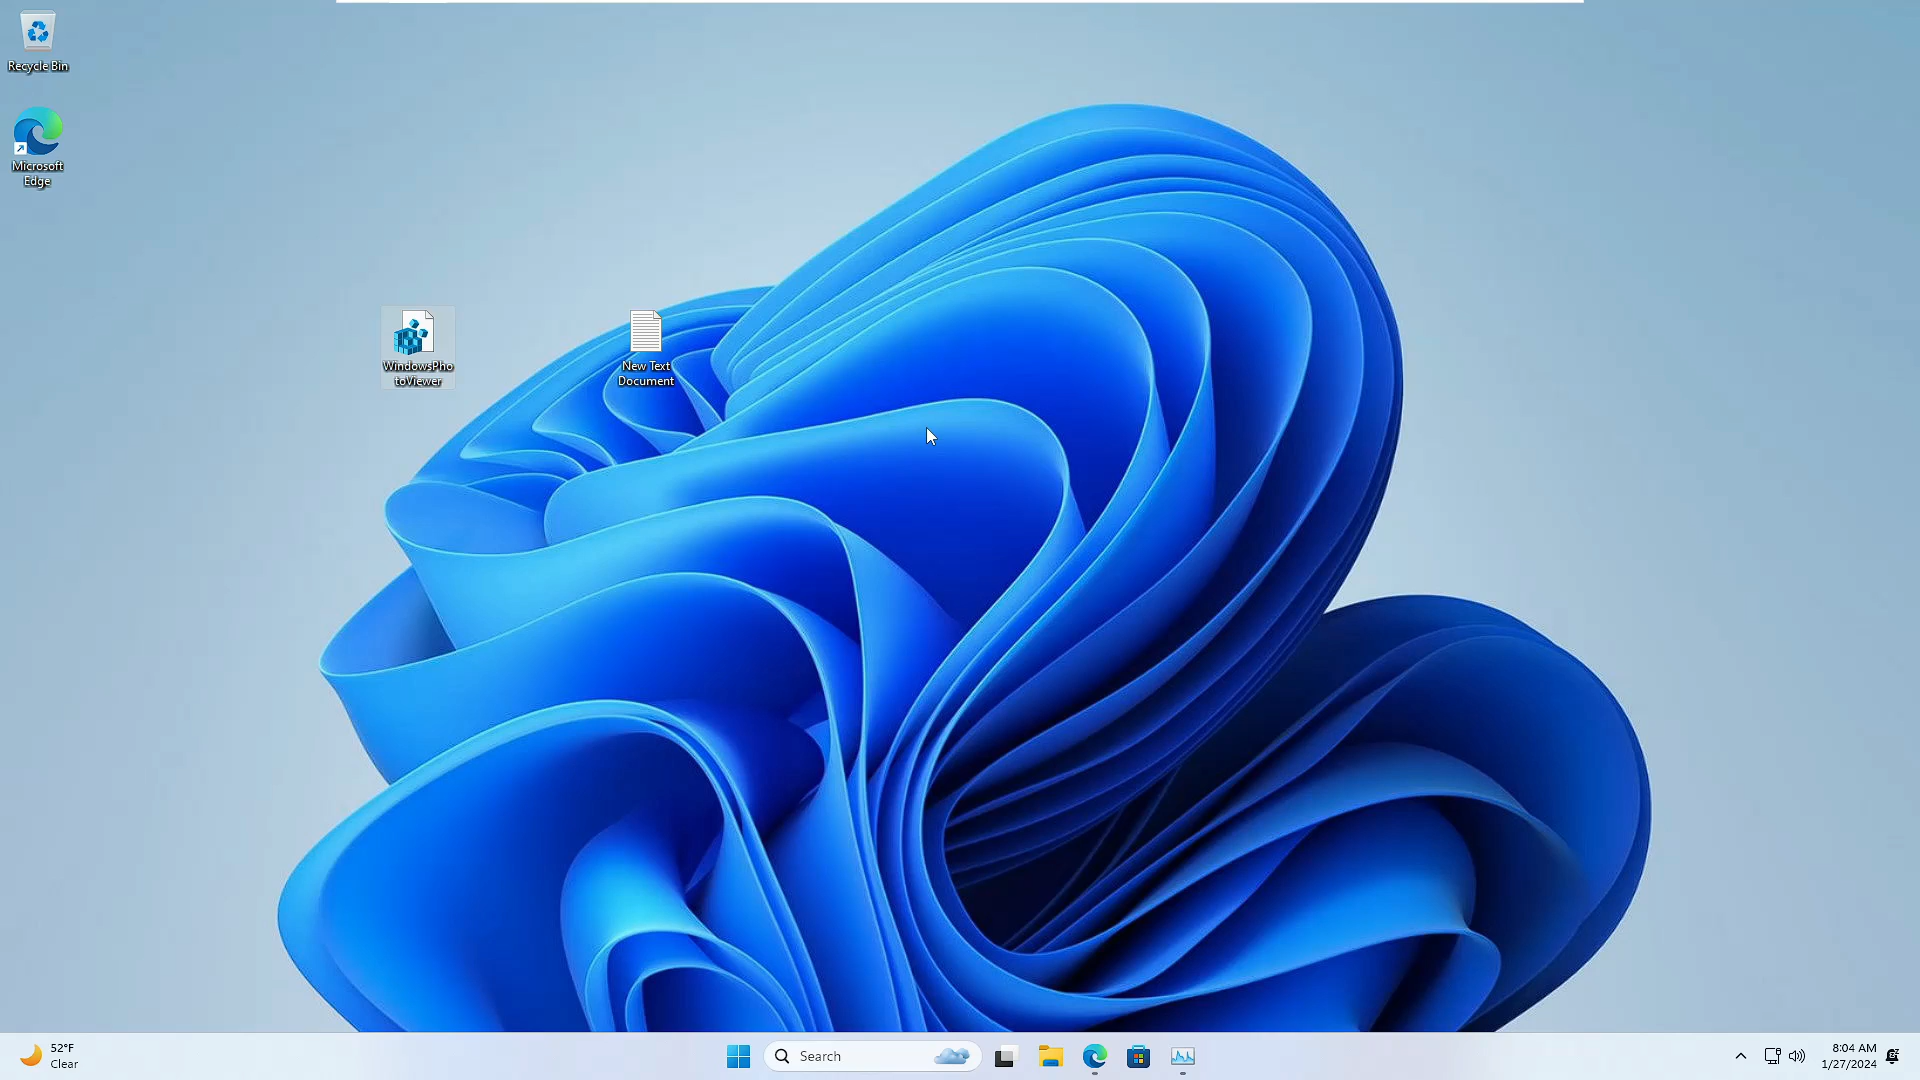 Recycle Bin
Microsoft
Edge
WindowsPho
toViewer
New Text
Document
52°F
Clear
Search
8:04 AM
1/27/2024